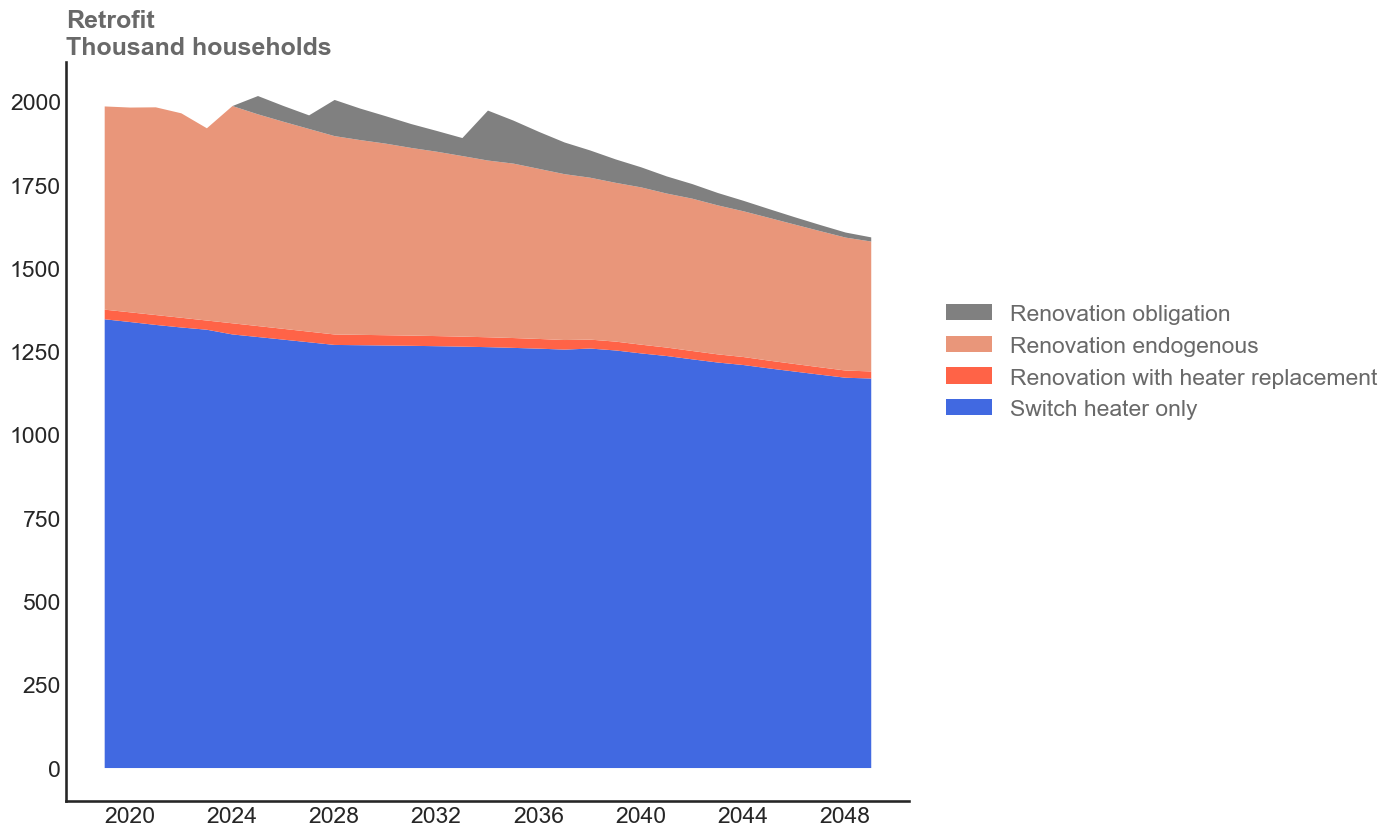 Retrofit
Thousand households
2000
1750
1500
1250
1000
750
500
250
0
2020 2024 2028 2032 2036 2040 2044 2048
Renovation obligation
Renovation endogenous
Renovation with heater replacement
Switch heater only